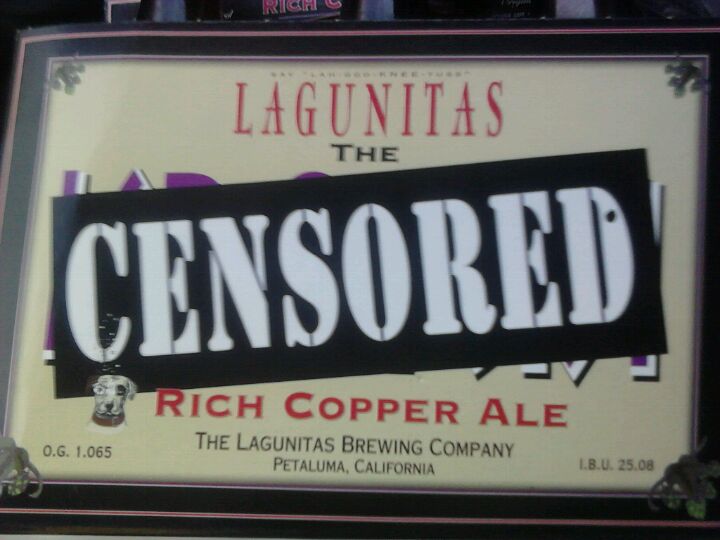 RICH C
SAY "LAH-GOO-KNEE-TUSS"
LAGUNITAS
THE
CENSORED
RICH COPPER ALE
O.G. 1.065
THE LAGUNITAS BREWING COMPANY
PETALUMA, CALIFORNIA
I.B.U. 25.08